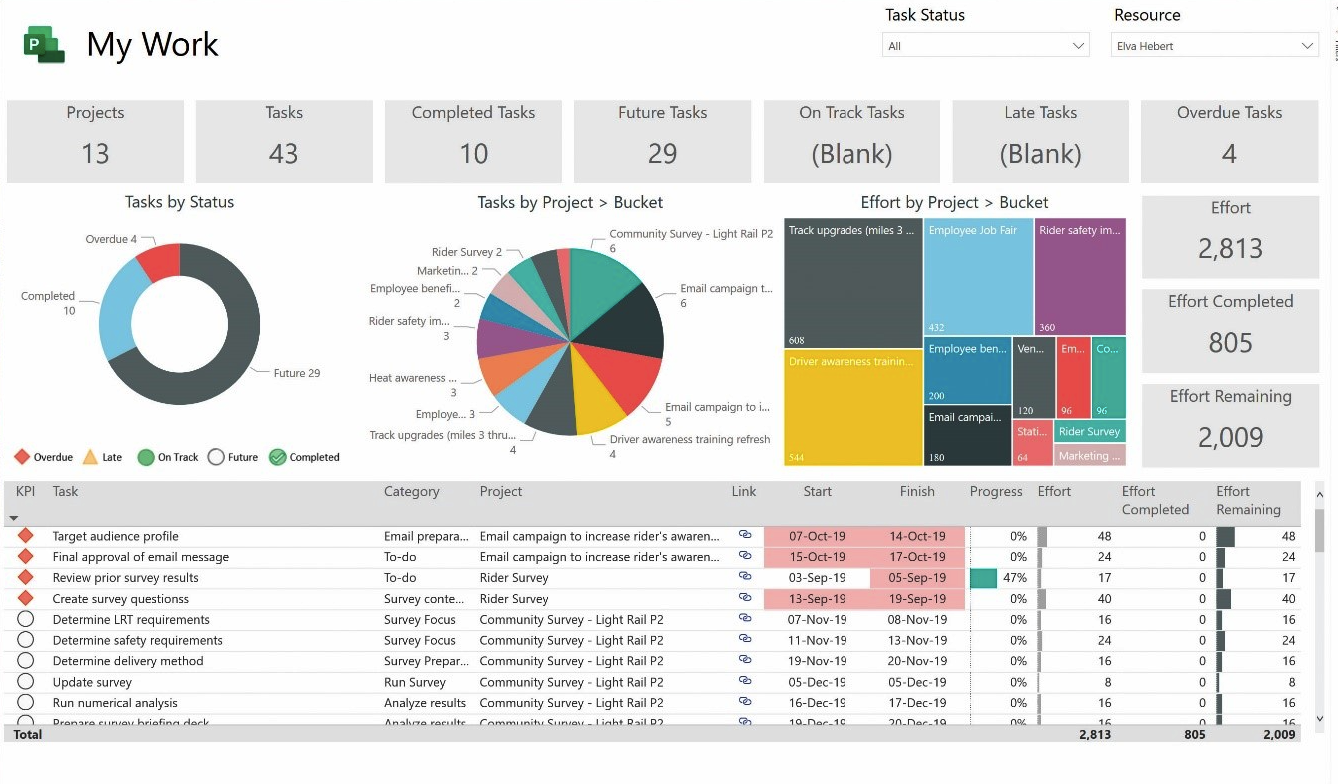 Task Status
Resource
P
My Work
All
Elva Hebert
Projects
13
Tasks
43
Completed Tasks
10
Future Tasks
29
On Track Tasks
(Blank)
Late Tasks
(Blank)
Overdue Tasks
4
Tasks by Status
Overdue 4
Completed
10
Future 29
Overdue Late On Track Future Completed
Tasks by Project > Bucket
Community Survey - Light Rail P2
6
Email campaign t...
6
Email campaign to i...
5
Driver awareness training refresh
4
Track upgrades (miles 3 thru...
4
Employe... 3
Heat awareness ...
3
Rider safety im...
3
Employee benefi...
2
Marketin... 2
Rider Survey 2
Effort by Project > Bucket
Track upgrades (miles 3 ...
608
Driver awareness trainin...
544
Employee Job Fair
432
Rider safety im...
360
Employee ben...
200
Email campai...
180
Ven...
120
Em...
96
Co...
96
Stati...
64
Rider Survey
Marketing ...
Effort
2,813
Effort Completed
805
Effort Remaining
2,009
KPI Task Category Project Link Start Finish Progress Effort Effort Completed Effort Remaining
Target audience profile Email prepara... Email campaign to increase rider's awaren... 07-Oct-19 14-Oct-19 0% 48 0 48
Final approval of email message To-do Email campaign to increase rider's awaren... 15-Oct-19 17-Oct-19 0% 24 0 24
Review prior survey results To-do Rider Survey 03-Sep-19 05-Sep-19 47% 17 0 17
Create survey questionss Survey conte... Rider Survey 13-Sep-19 19-Sep-19 0% 40 0 40
Determine LRT requirements Survey Focus Community Survey - Light Rail P2 07-Nov-19 08-Nov-19 0% 16 0 16
Determine safety requirements Survey Focus Community Survey - Light Rail P2 11-Nov-19 13-Nov-19 0% 24 0 24
Determine delivery method Survey Prepar... Community Survey - Light Rail P2 19-Nov-19 20-Nov-19 0% 16 0 16
Update survey Run Survey Community Survey - Light Rail P2 05-Dec-19 05-Dec-19 0% 8 0 8
Run numerical analysis Analyze results Community Survey - Light Rail P2 16-Dec-19 17-Dec-19 0% 16 0 16
Prepare survey briefing deck Analyze results Community Survey - Light Rail P2 19-Dec-19 20-Dec-19 0% 16 0 16
Total 2,813 805 2,009